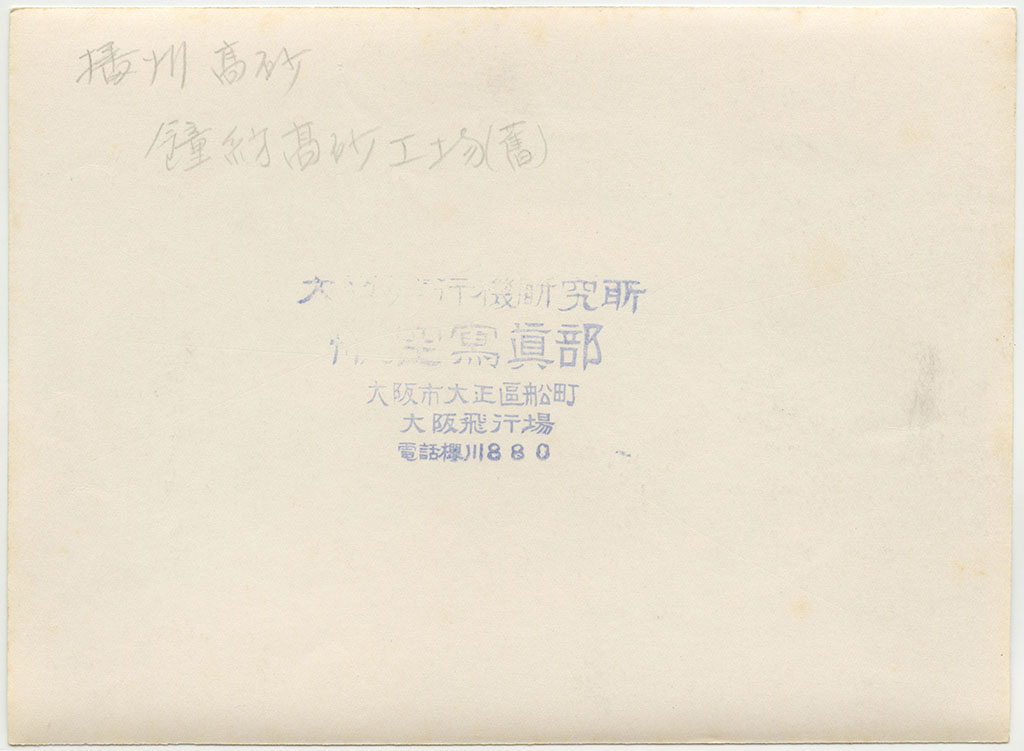 播州高砂
鐘紡高砂工場(舊)
大 行機研究所
空寫眞部
大阪市大正區船町
大阪飛行場
電話櫻川880